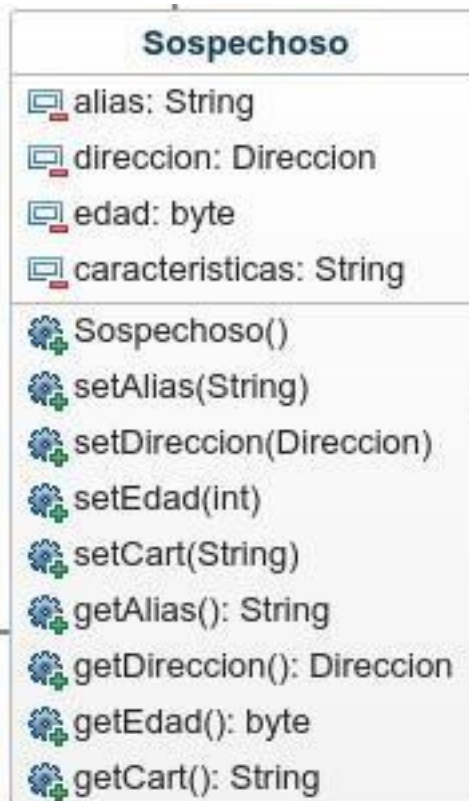 Sospechoso
alias: String
direccion: Direccion
edad: byte
caracteristicas: String
Sospechoso()
setAlias(String)
setDireccion(Direccion)
setEdad(int)
setCart(String)
getAlias(): String
getDireccion(): Direccion
getEdad(): byte
getCart(): String